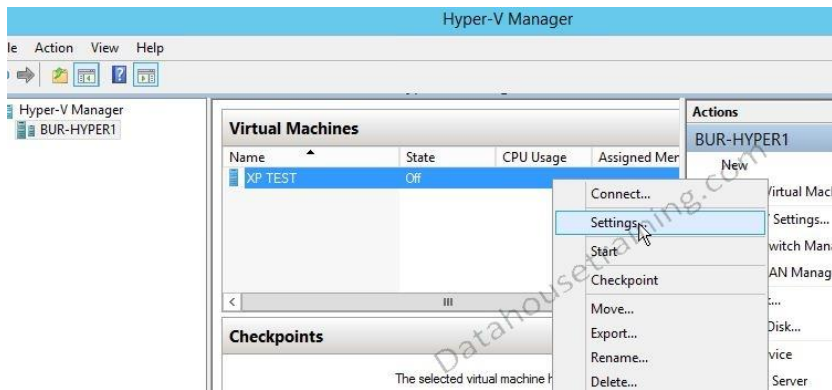 Hyper-V Manager
le Action View Help
Hyper-V Manager
BUR-HYPER1
Virtual Machines
Name State CPU Usage Assigned Mer
XP TEST Off
Connect...
Settings...
Start
Checkpoint
Move...
Export...
Rename...
Delete...
Checkpoints
The selected virtual machine h
Actions
BUR-HYPER1
New
irtual Macl
Settings...
witch Mana
AN Manag
Disk...
vice
Server
Datahousetraining.com